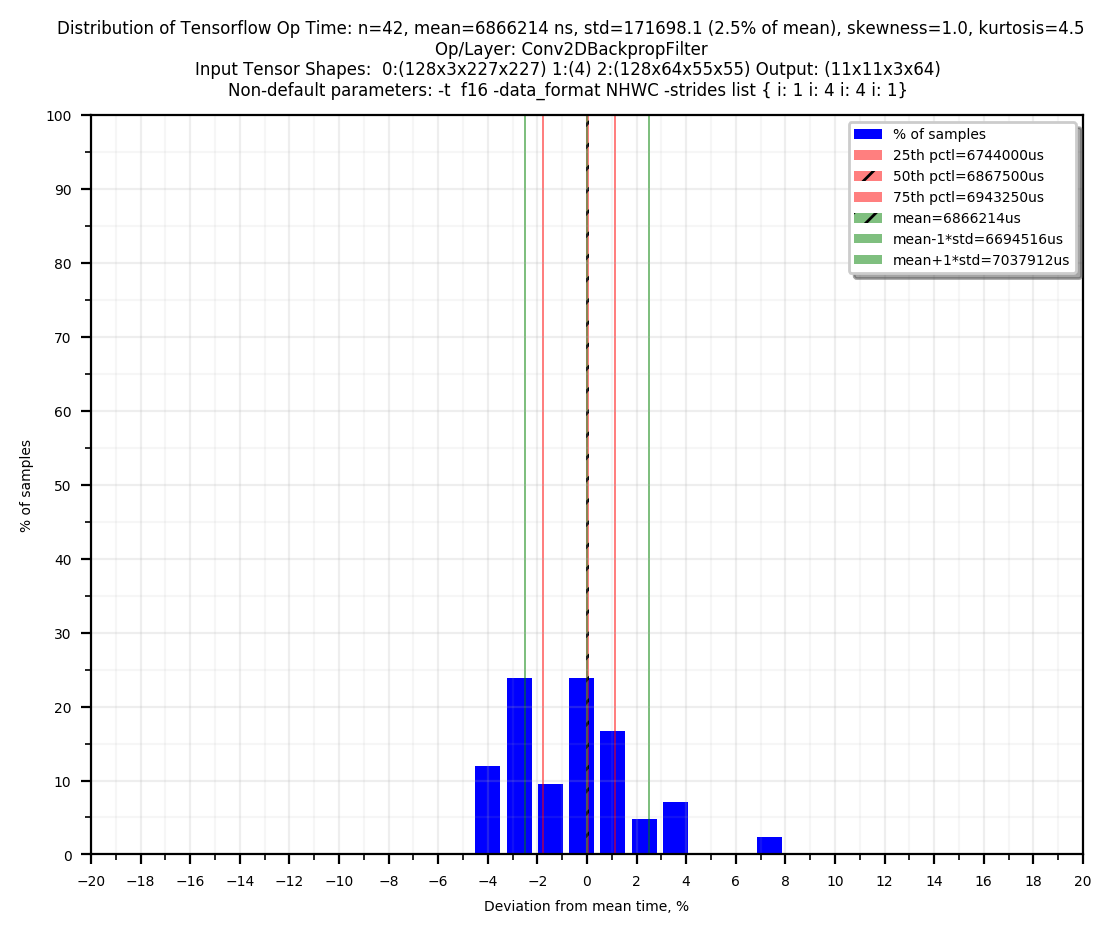 Distribution of Tensorflow Op Time: n=42, mean=6866214 ns, std=171698.1 (2.5% of mean), skewness=1.0, kurtosis=4.5
Op/Layer: Conv2DBackpropFilter
Input Tensor Shapes:  0:(128x3x227x227) 1:(4) 2:(128x64x55x55) Output: (11x11x3x64)
Non-default parameters: -t  f16 -data_format NHWC -strides list { i: 1 i: 4 i: 4 i: 1}
% of samples
25th pctl=6744000us
50th pctl=6867500us
75th pctl=6943250us
mean=6866214us
mean-1*std=6694516us
mean+1*std=7037912us
100
90
80
70
60
50
40
30
20
10
0
% of samples
−20 −18 −16 −14 −12 −10 −8 −6 −4 −2 0 2 4 6 8 10 12 14 16 18 20
Deviation from mean time, %